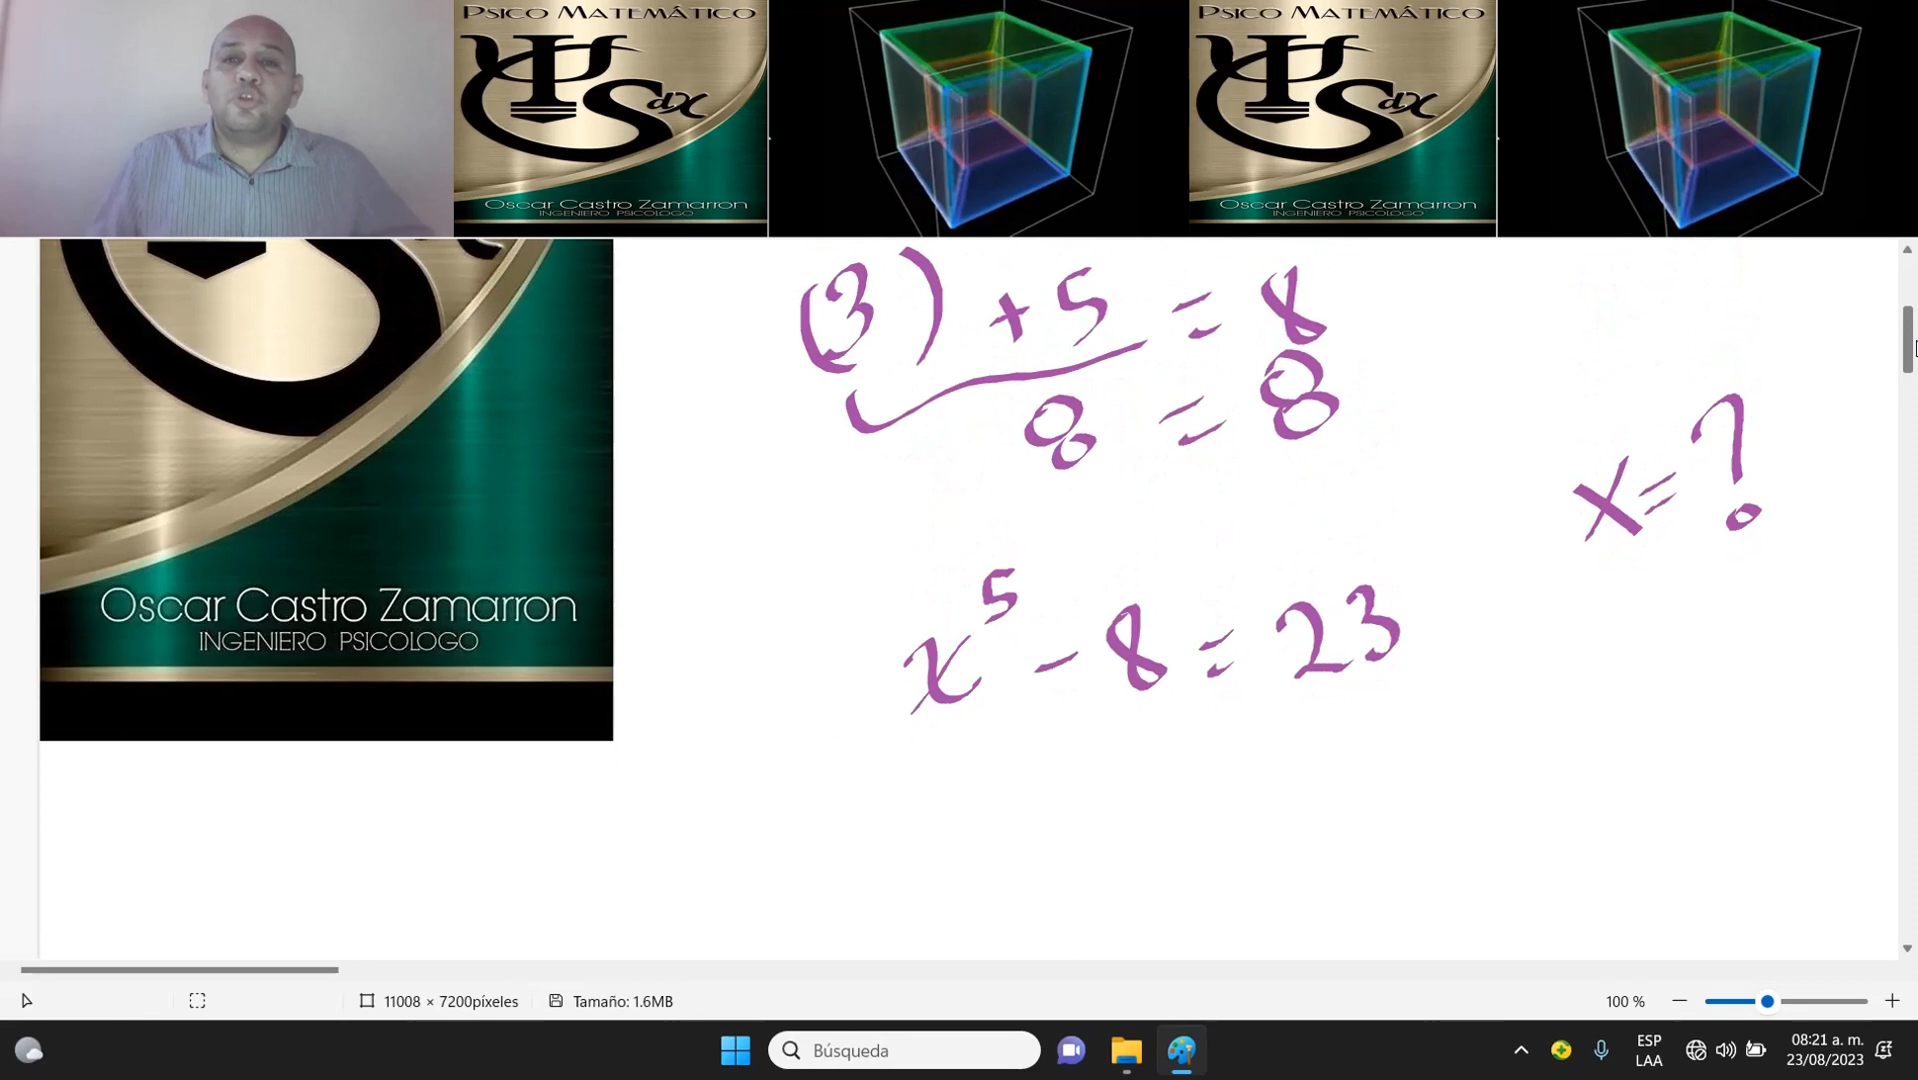 PSICO MATEMÁTICO
dx
Oscar Castro Zamarron
INGENIERO PSICOLOGO
PSICO MATEMÁTICO
dx
Oscar Castro Zamarron
INGENIERO PSICOLOGO
(3) + 5 = 8
8 = 8
x = ?
x⁵ - 8 = 23
Oscar Castro Zamarron
INGENIERO PSICOLOGO
11008 × 7200píxeles
Tamaño: 1.6MB
100 %
Búsqueda
ESP
LAA
08:21 a. m.
23/08/2023